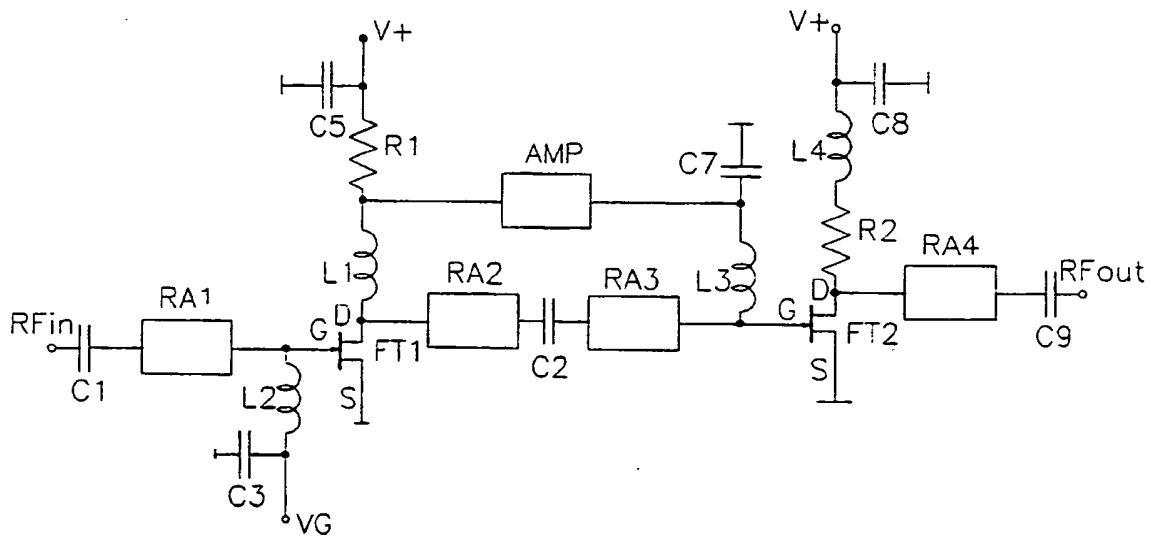 V+
V+
C5
R1
AMP
C7
C8
L4
R2
RA4
RFout
L1
RA2
RA3
L3
D
RA1
D
G
FT2
C9
RFin
G
FT1
C2
S
C1
L2
S
C3
VG